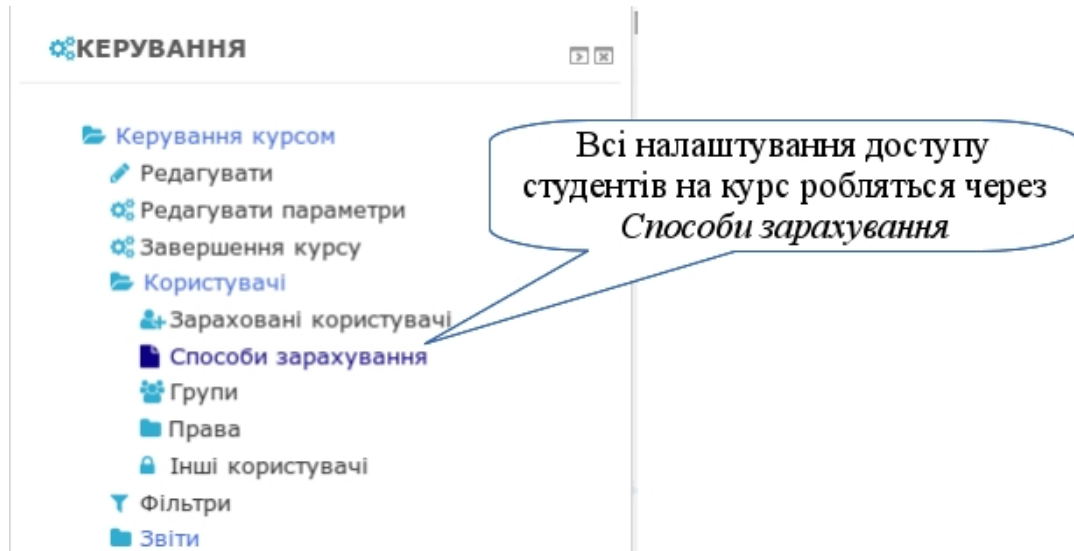 КЕРУВАННЯ
Керування курсом
Редагувати
Редагувати параметри
Завершення курсу
Користувачі
Зараховані користувачі
Способи зарахування
Групи
Права
Інші користувачі
Фільтри
Звіти
Всі налаштування доступу
студентів на курс робляться через
Способи зарахування